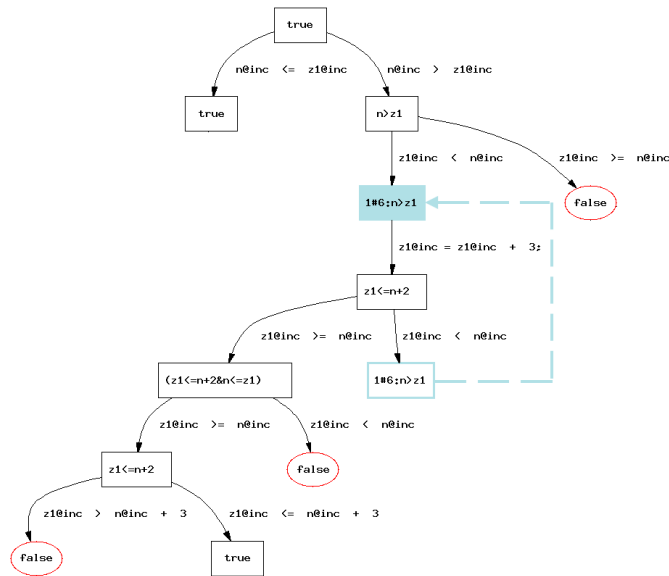 true
n@inc <= z1@inc
n@inc > z1@inc
true
n>z1
z1@inc < n@inc
z1@inc >= n@inc
1#6:n>z1
false
z1@inc = z1@inc + 3;
z1<=n+2
z1@inc >= n@inc
z1@inc < n@inc
(z1<=n+2&n<=z1)
1#6:n>z1
z1@inc >= n@inc
z1@inc < n@inc
z1<=n+2
false
z1@inc > n@inc + 3
z1@inc <= n@inc + 3
false
true